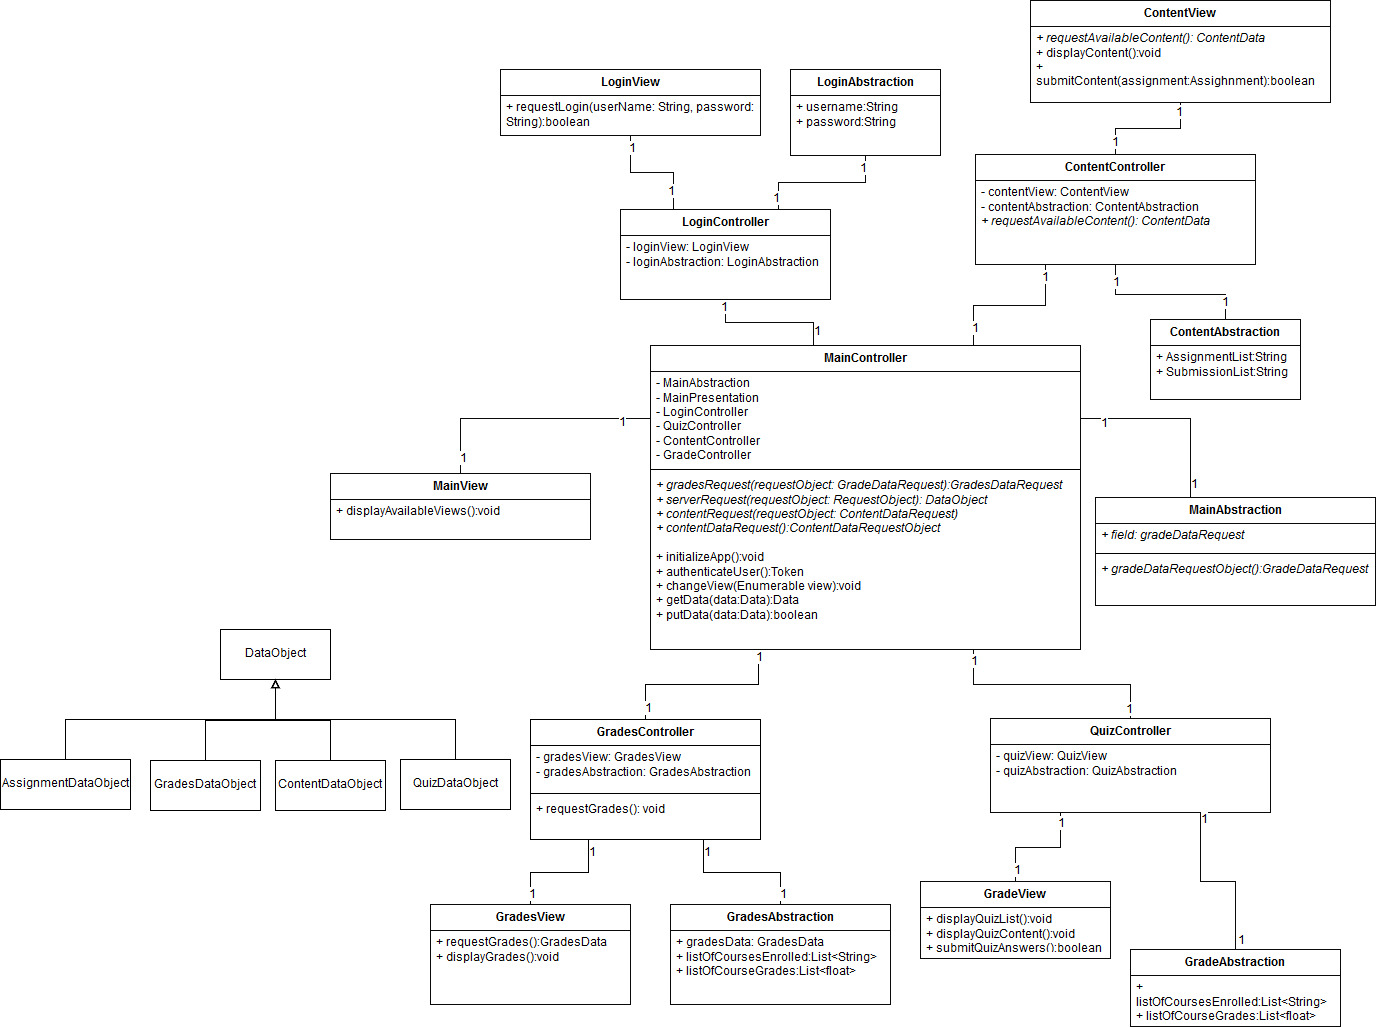 ContentView
+ requestAvailableContent(): ContentData
+ displayContent():void
+
submitContent(assignment:Assighnment):boolean
LoginView
+ requestLogin(userName: String, password:
String):boolean
LoginAbstraction
+ username:String
+ password:String
1
1
1
1
1
1
ContentController
- contentView: ContentView
- contentAbstraction: ContentAbstraction
+ requestAvailableContent(): ContentData
LoginController
- loginView: LoginView
- loginAbstraction: LoginAbstraction
1
1
1
1
1
1
ContentAbstraction
+ AssignmentList:String
+ SubmissionList:String
MainController
- MainAbstraction
- MainPresentation
- LoginController
- QuizController
- ContentController
- GradeController
+ gradesRequest(requestObject: GradeDataRequest):GradesDataRequest
+ serverRequest(requestObject: RequestObject): DataObject
+ contentRequest(requestObject: ContentDataRequest)
+ contentDataRequest():ContentDataRequestObject
+ initializeApp():void
+ authenticateUser():Token
+ changeView(Enumerable view):void
+ getData(data:Data):Data
+ putData(data:Data):boolean
1
1
1
1
MainView
+ displayAvailableViews():void
MainAbstraction
+ field: gradeDataRequest
+ gradeDataRequestObject():GradeDataRequest
DataObject
AssignmentDataObject
GradesDataObject
ContentDataObject
QuizDataObject
1
1
1
1
GradesController
- gradesView: GradesView
- gradesAbstraction: GradesAbstraction
+ requestGrades(): void
QuizController
- quizView: QuizView
- quizAbstraction: QuizAbstraction
1
1
1
1
1
1
1
1
GradesView
+ requestGrades():GradesData
+ displayGrades():void
GradesAbstraction
+ gradesData: GradesData
+ listOfCoursesEnrolled:List<String>
+ listOfCourseGrades:List<float>
GradeView
+ displayQuizList():void
+ displayQuizContent():void
+ submitQuizAnswers():boolean
GradeAbstraction
+
listOfCoursesEnrolled:List<String>
+ listOfCourseGrades:List<float>